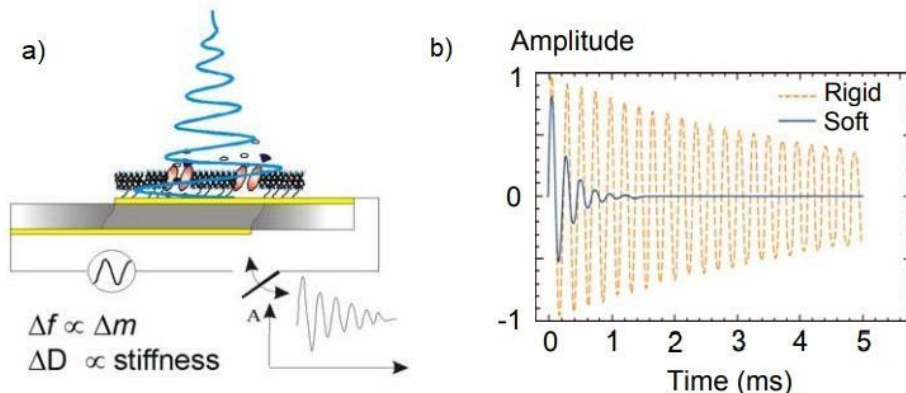 a)
A
Δf ∝ Δm
ΔD ∝ stiffness
b)
Amplitude
1
0
-1
Rigid
Soft
0 1 2 3 4 5
Time (ms)